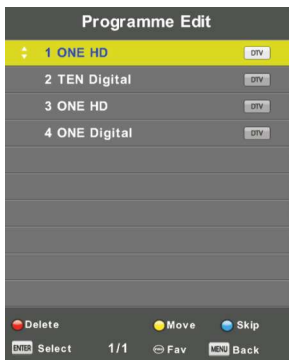 Programme Edit
1 ONE HD DTV
2 TEN Digital DTV
3 ONE HD DTV
4 ONE Digital DTV
Delete Move Skip
ENTER Select 1/1 Fav MENU Back